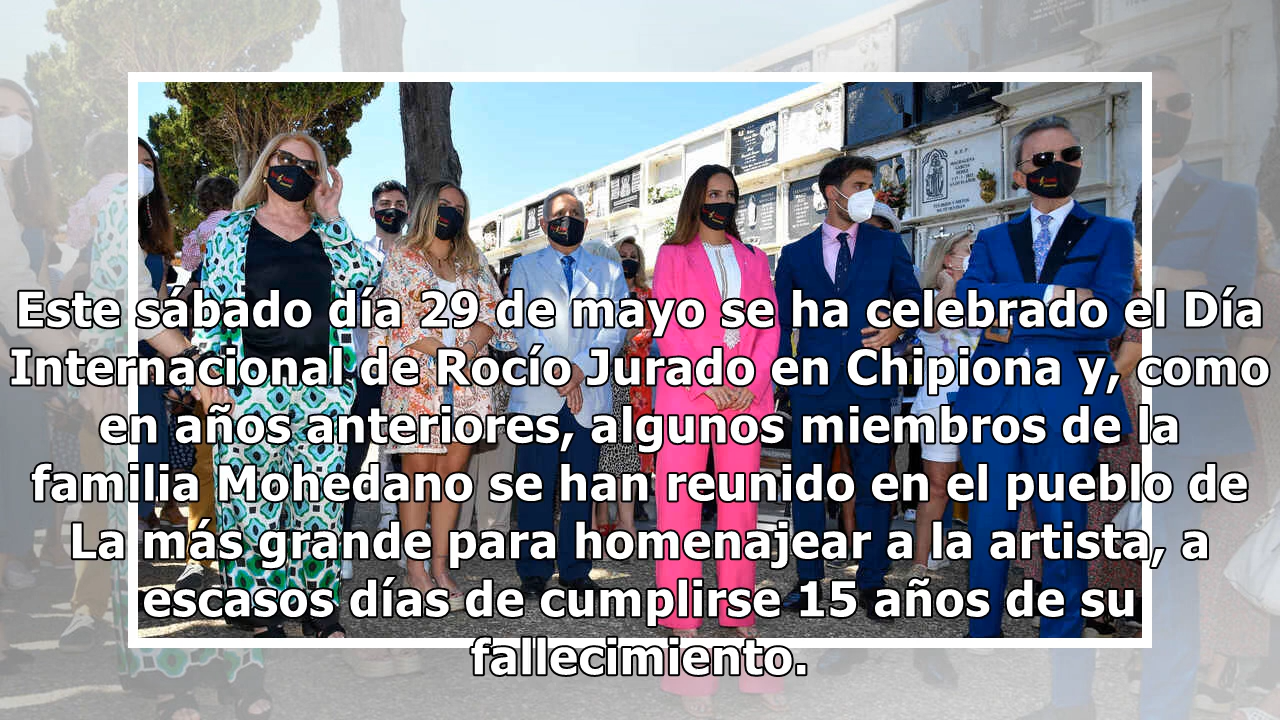 Este sábado día 29 de mayo se ha celebrado el Día
Internacional de Rocío Jurado en Chipiona y, como
en años anteriores, algunos miembros de la
familia Mohedano se han reunido en el pueblo de
La más grande para homenajear a la artista, a
escasos días de cumplirse 15 años de su
fallecimiento.